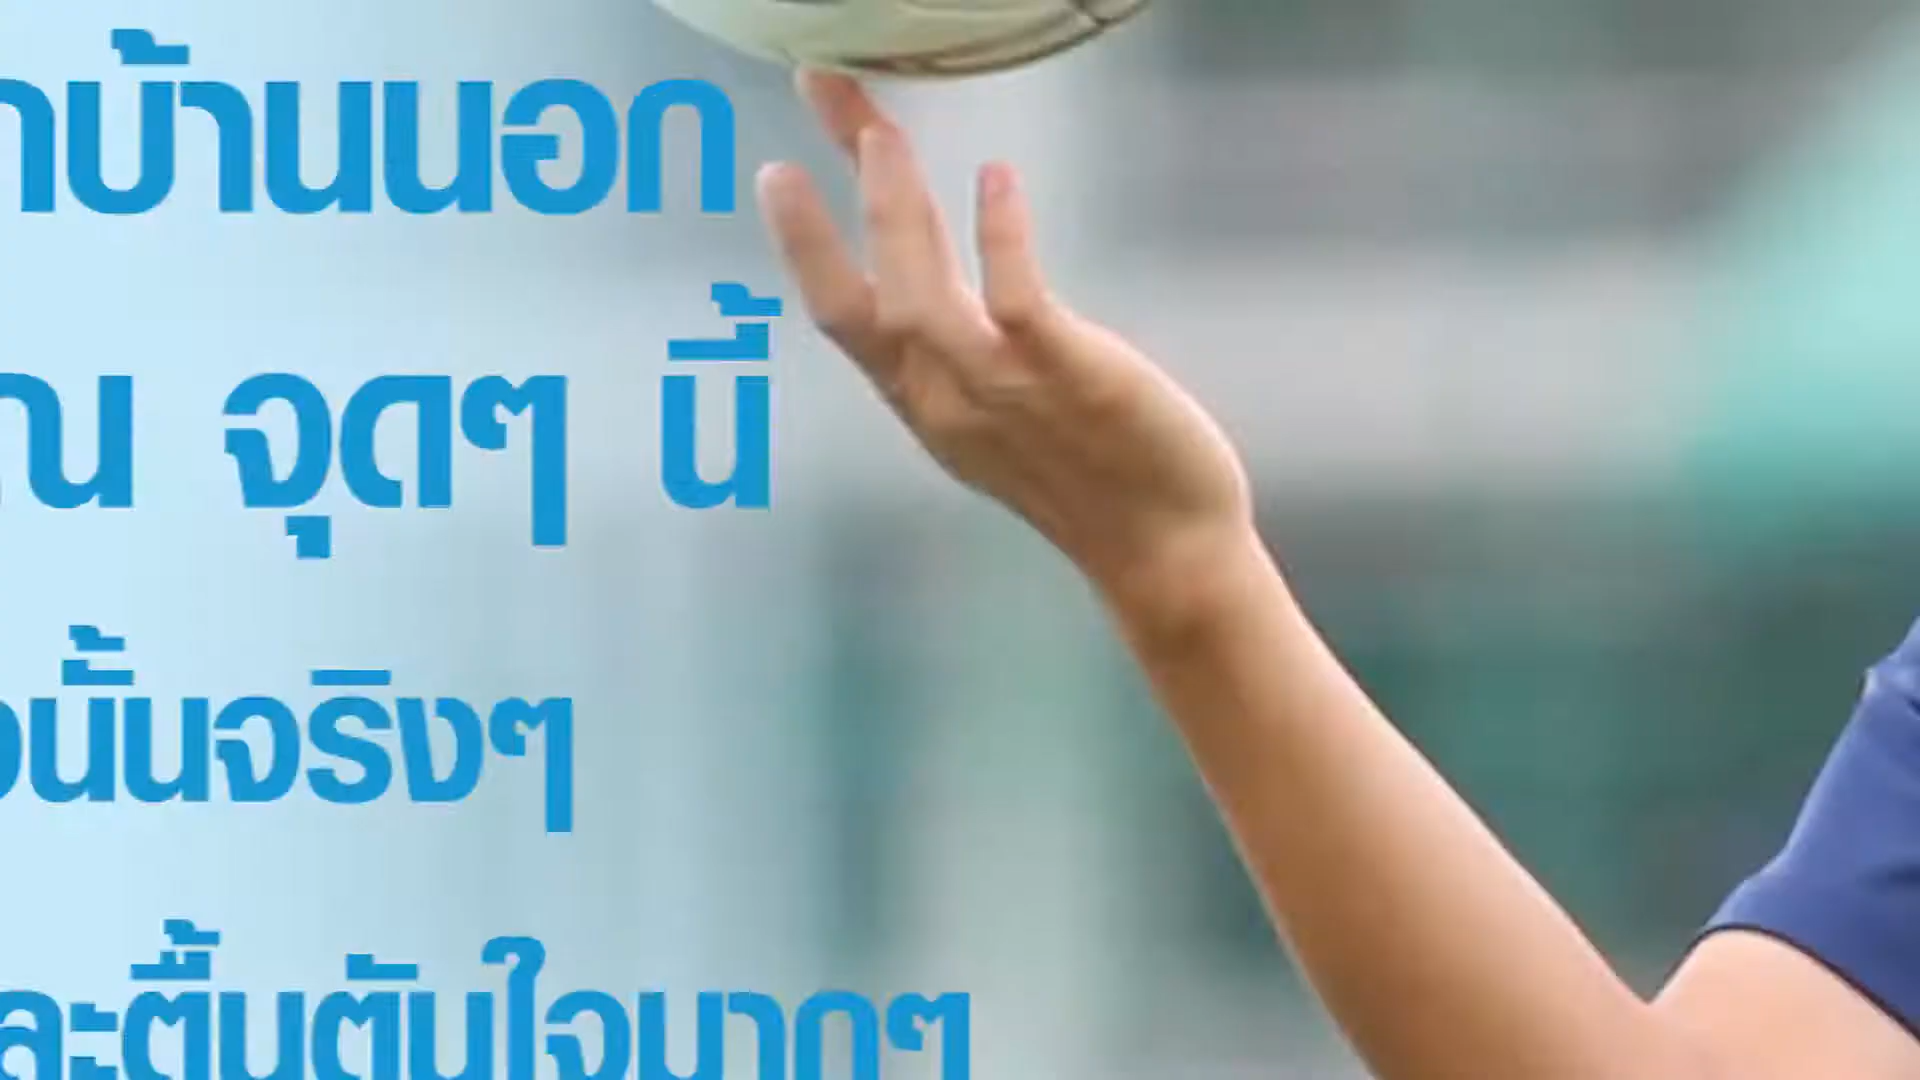 บ้านนอก
จุดๆ นี้
นั้นจริงๆ
ละตื้นตันใจมากๆ